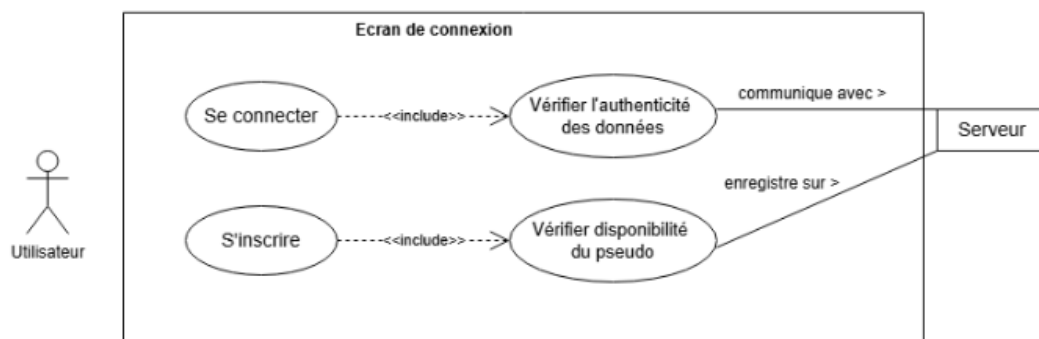 Ecran de connexion
Se connecter
<<include>>
Vérifier l'authenticité
des données
communique avec >
Serveur
Utilisateur
S'inscrire
<<include>>
Vérifier disponibilité
du pseudo
enregistre sur >